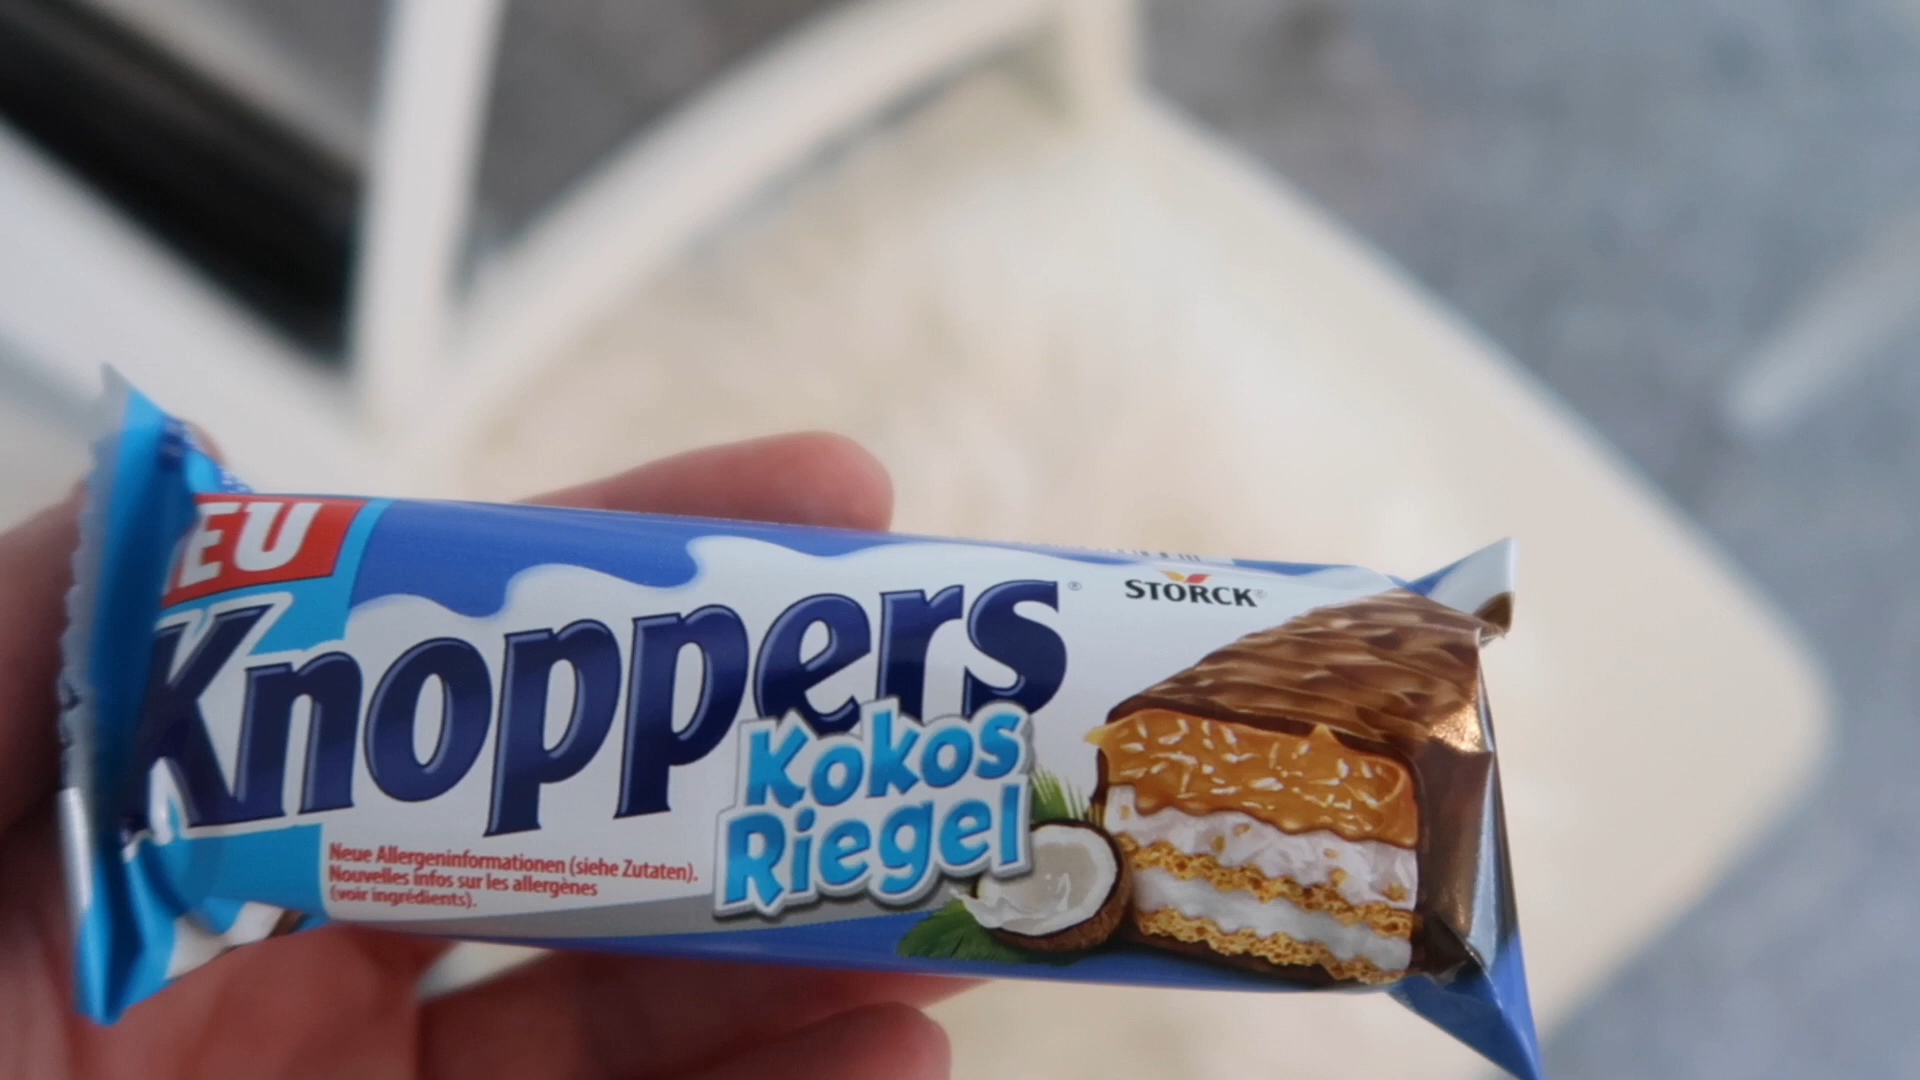 EU
Knoppers®
STORCK®
Kokos
Riegel
Neue Allergeninformationen (siehe Zutaten).
Nouvelles infos sur les allergènes
(voir ingrédients).